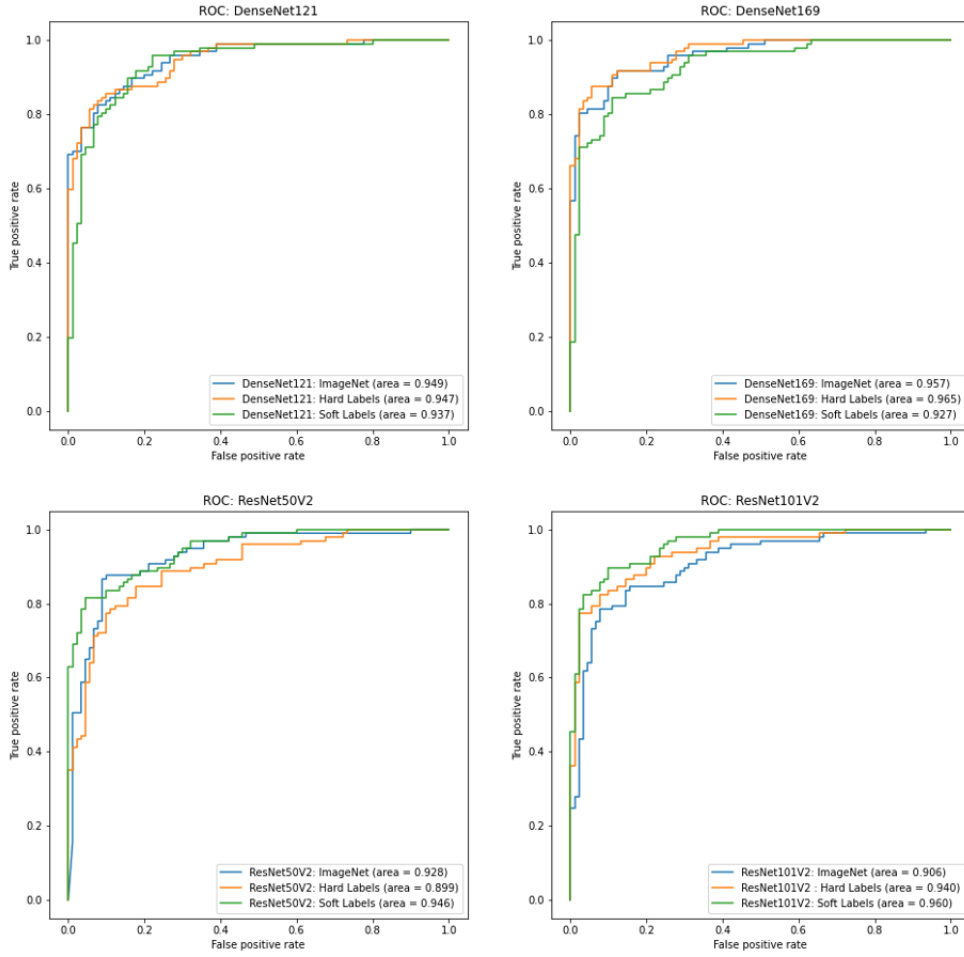 ROC: DenseNet121
1.0
0.8
0.6
0.4
0.2
0.0
True positive rate
DenseNet121: ImageNet (area = 0.949)
DenseNet121: Hard Labels (area = 0.947)
DenseNet121: Soft Labels (area = 0.937)
0.0 0.2 0.4 0.6 0.8 1.0
False positive rate
ROC: DenseNet169
1.0
0.8
0.6
0.4
0.2
0.0
True positive rate
DenseNet169: ImageNet (area = 0.957)
DenseNet169: Hard Labels (area = 0.965)
DenseNet169: Soft Labels (area = 0.927)
0.0 0.2 0.4 0.6 0.8 1.0
False positive rate
ROC: ResNet50V2
1.0
0.8
0.6
0.4
0.2
0.0
True positive rate
ResNet50V2: ImageNet (area = 0.928)
ResNet50V2: Hard Labels (area = 0.899)
ResNet50V2: Soft Labels (area = 0.946)
0.0 0.2 0.4 0.6 0.8 1.0
False positive rate
ROC: ResNet101V2
1.0
0.8
0.6
0.4
0.2
0.0
True positive rate
ResNet101V2: ImageNet (area = 0.906)
ResNet101V2 : Hard Labels (area = 0.940)
ResNet101V2: Soft Labels (area = 0.960)
0.0 0.2 0.4 0.6 0.8 1.0
False positive rate